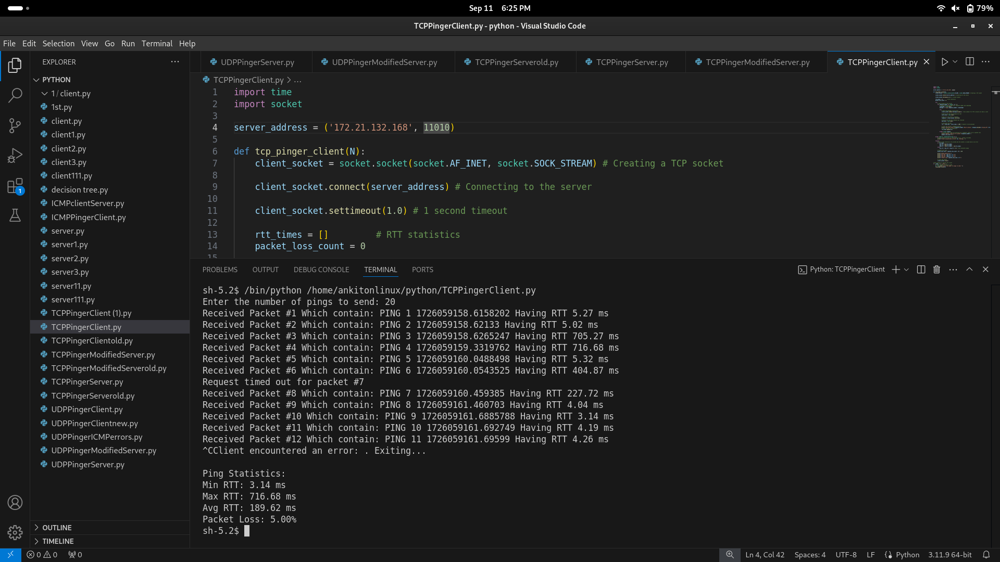 Sep 11 6:25 PM
79%
TCPPingerClient.py - python - Visual Studio Code
File Edit Selection View Go Run Terminal Help
EXPLORER
UDPPingerServer.py
UDPPingerModifiedServer.py
TCPPingerServerold.py
TCPPingerServer.py
TCPPingerModifiedServer.py
TCPPingerClient.py
PYTHON
1 / client.py
1st.py
client.py
client1.py
client2.py
client3.py
client111.py
decision tree.py
ICMPclientServer.py
ICMPPingerClient.py
server.py
server1.py
server2.py
server3.py
server11.py
server111.py
TCPPingerClient (1).py
TCPPingerClient.py
TCPPingerClientold.py
TCPPingerModifiedServer.py
TCPPingerModifiedServerold.py
TCPPingerServer.py
TCPPingerServerold.py
UDPPingerClient.py
UDPPingerClientnew.py
UDPPingerICMPerrors.py
UDPPingerModifiedServer.py
UDPPingerServer.py
OUTLINE
TIMELINE
1
TCPPingerClient.py > ...
1 import time
2 import socket
3
4 server_address = ('172.21.132.168', 11010)
5
6 def tcp_pinger_client(N):
7 client_socket = socket.socket(socket.AF_INET, socket.SOCK_STREAM) # Creating a TCP socket
8
9 client_socket.connect(server_address) # Connecting to the server
10
11 client_socket.settimeout(1.0) # 1 second timeout
12
13 rtt_times = [] # RTT statistics
14 packet_loss_count = 0
15
PROBLEMS OUTPUT DEBUG CONSOLE TERMINAL PORTS
Python: TCPPingerClient
sh-5.2$ /bin/python /home/ankitonlinux/python/TCPPingerClient.py
Enter the number of pings to send: 20
Received Packet #1 Which contain: PING 1 1726059158.6158202 Having RTT 5.27 ms
Received Packet #2 Which contain: PING 2 1726059158.62133 Having RTT 5.02 ms
Received Packet #3 Which contain: PING 3 1726059158.6265247 Having RTT 705.27 ms
Received Packet #4 Which contain: PING 4 1726059159.3319762 Having RTT 716.68 ms
Received Packet #5 Which contain: PING 5 1726059160.0488498 Having RTT 5.32 ms
Received Packet #6 Which contain: PING 6 1726059160.0543525 Having RTT 404.87 ms
Request timed out for packet #7
Received Packet #8 Which contain: PING 7 1726059160.459385 Having RTT 227.72 ms
Received Packet #9 Which contain: PING 8 1726059161.460703 Having RTT 4.04 ms
Received Packet #10 Which contain: PING 9 1726059161.6885788 Having RTT 3.14 ms
Received Packet #11 Which contain: PING 10 1726059161.692749 Having RTT 4.19 ms
Received Packet #12 Which contain: PING 11 1726059161.69599 Having RTT 4.26 ms
^CClient encountered an error: . Exiting...
Ping Statistics:
Min RTT: 3.14 ms
Max RTT: 716.68 ms
Avg RTT: 189.62 ms
Packet Loss: 5.00%
sh-5.2$
0 0 0
Ln 4, Col 42 Spaces: 4 UTF-8 LF Python 3.11.9 64-bit